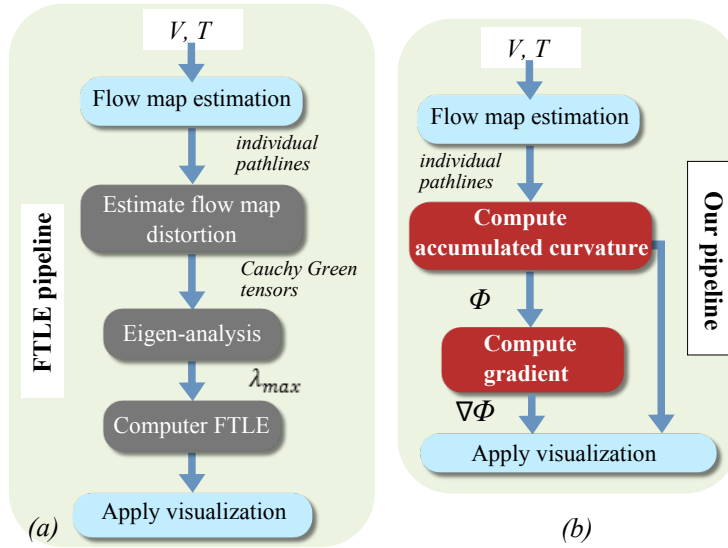 V, T
Flow map estimation
individual
pathlines
Estimate flow map
distortion
Cauchy Green
tensors
Eigen-analysis
λmax
Computer FTLE
Apply visualization
FTLE pipeline
(a)
V, T
Flow map estimation
individual
pathlines
Compute
accumulated curvature
Φ
Compute
gradient
∇Φ
Apply visualization
Our pipeline
(b)